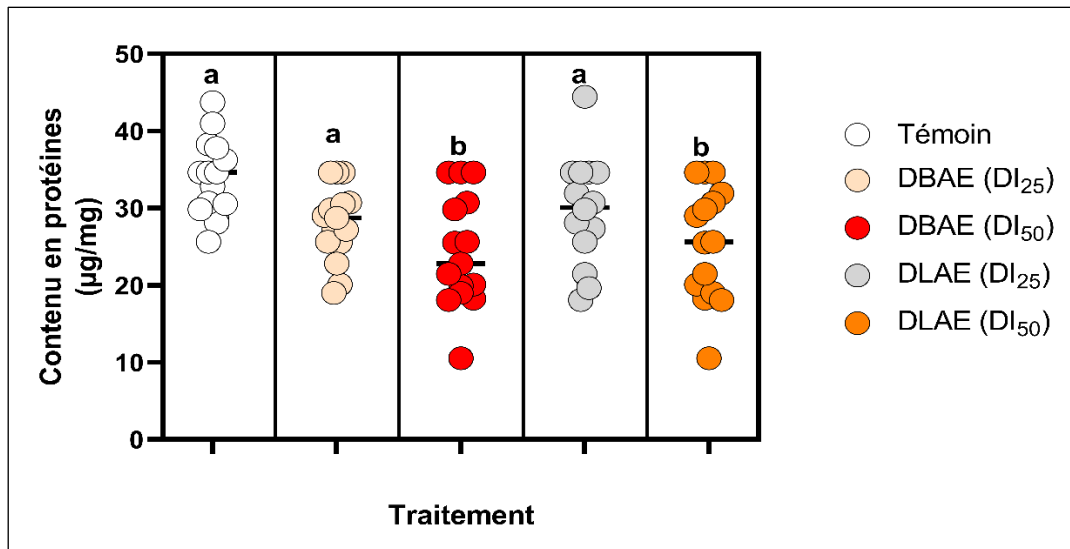 Contenu en protéines
(µg/mg)
50
40
30
20
10
0
a
a
b
a
b
Traitement
Témoin
DBAE (DI₂₅)
DBAE (DI₅₀)
DLAE (DI₂₅)
DLAE (DI₅₀)